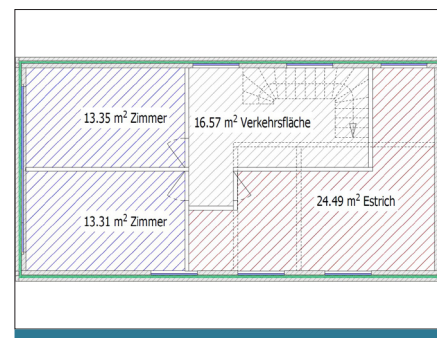 13.35 m² Zimmer
16.57 m² Verkehrsfläche
13.31 m² Zimmer
24.49 m² Estrich